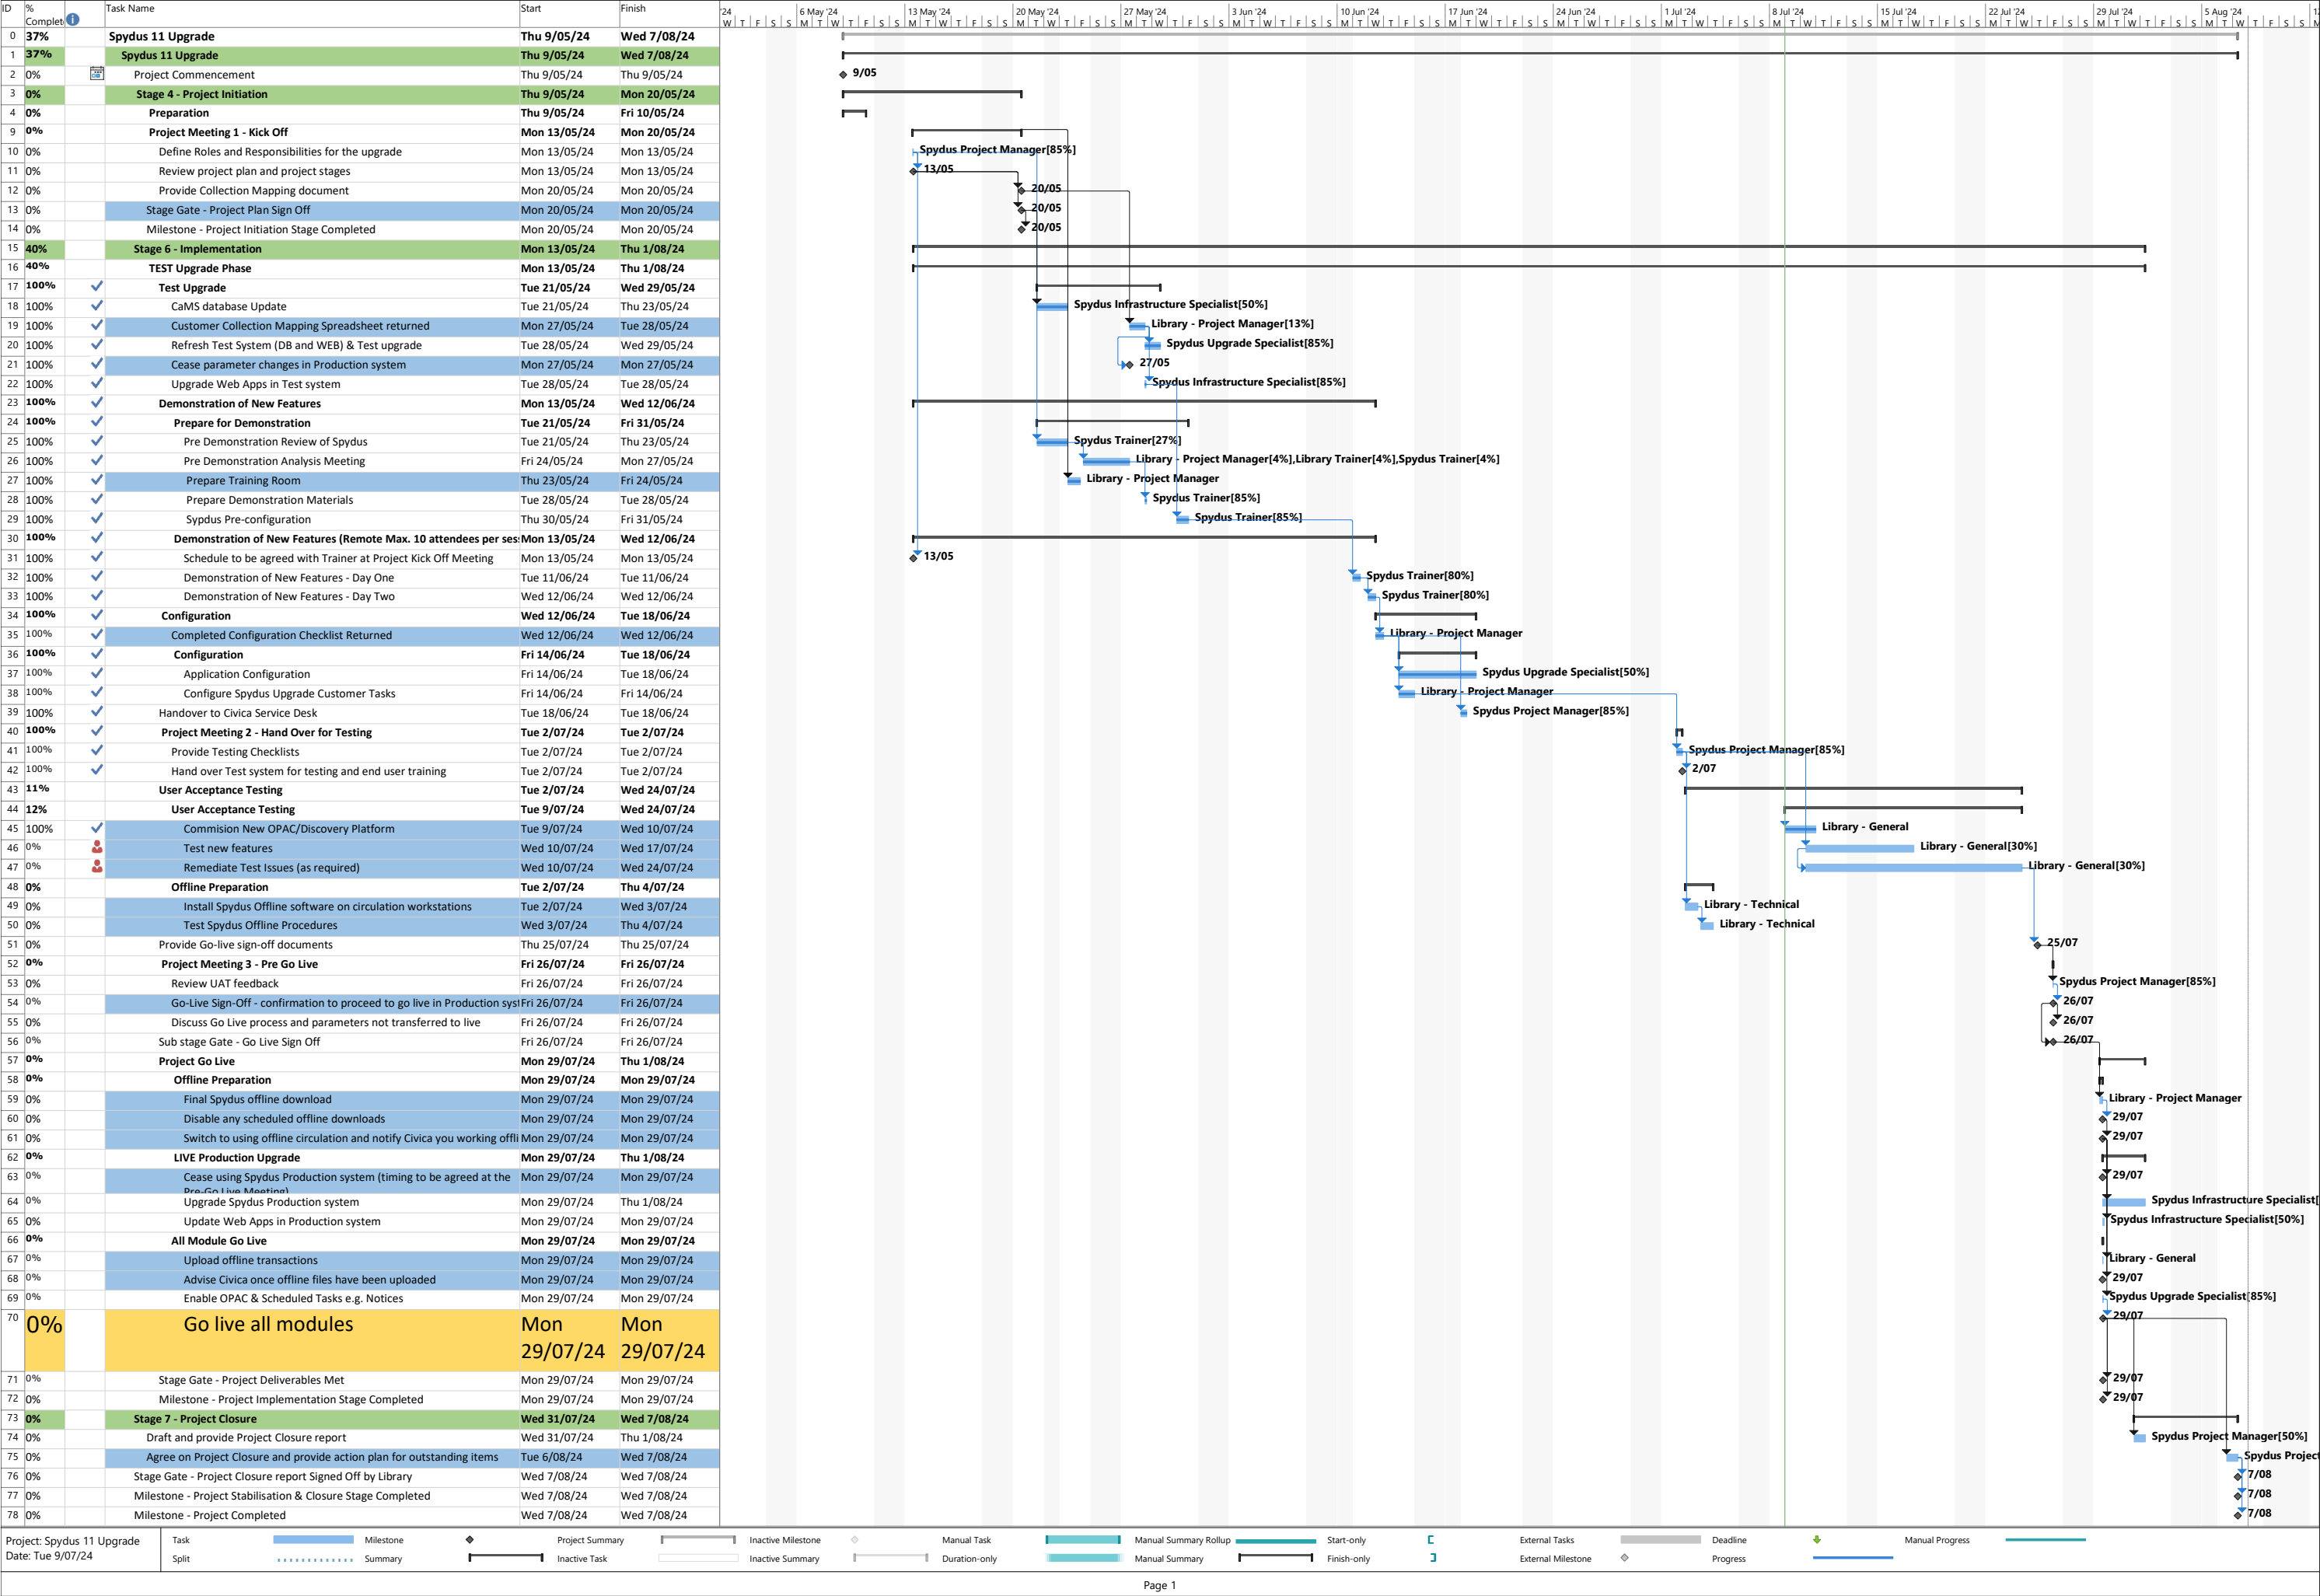 ID % Complete Task Name Start Finish '24 6 May '24 13 May '24 20 May '24 27 May '24 3 Jun '24 10 Jun '24 17 Jun '24 24 Jun '24 1 Jul '24 8 Jul '24 15 Jul '24 22 Jul '24 29 Jul '24 5 Aug '24 12
W T F S S M T W T F S S M T W T F S S M T W T F S S M T W T F S S M T W T F S S M T W T F S S M T W T F S S M T W T F S S M T W T F S S M T W T F S S M T W T F S S M T W T F S S M T W T F S S M T W T F S S M
0 37% Spydus 11 Upgrade Thu 9/05/24 Wed 7/08/24
1 37% Spydus 11 Upgrade Thu 9/05/24 Wed 7/08/24
2 0% Project Commencement Thu 9/05/24 Thu 9/05/24 9/05
3 0% Stage 4 - Project Initiation Thu 9/05/24 Mon 20/05/24
4 0% Preparation Thu 9/05/24 Fri 10/05/24
9 0% Project Meeting 1 - Kick Off Mon 13/05/24 Mon 20/05/24
10 0% Define Roles and Responsibilities for the upgrade Mon 13/05/24 Mon 13/05/24 Spydus Project Manager[85%]
11 0% Review project plan and project stages Mon 13/05/24 Mon 13/05/24 13/05
12 0% Provide Collection Mapping document Mon 20/05/24 Mon 20/05/24 20/05
13 0% Stage Gate - Project Plan Sign Off Mon 20/05/24 Mon 20/05/24 20/05
14 0% Milestone - Project Initiation Stage Completed Mon 20/05/24 Mon 20/05/24 20/05
15 40% Stage 6 - Implementation Mon 13/05/24 Thu 1/08/24
16 40% TEST Upgrade Phase Mon 13/05/24 Thu 1/08/24
17 100% Test Upgrade Tue 21/05/24 Wed 29/05/24
18 100% CaMS database Update Tue 21/05/24 Thu 23/05/24 Spydus Infrastructure Specialist[50%]
19 100% Customer Collection Mapping Spreadsheet returned Mon 27/05/24 Tue 28/05/24 Library - Project Manager[13%]
20 100% Refresh Test System (DB and WEB) & Test upgrade Tue 28/05/24 Wed 29/05/24 Spydus Upgrade Specialist[85%]
21 100% Cease parameter changes in Production system Mon 27/05/24 Mon 27/05/24 27/05
22 100% Upgrade Web Apps in Test system Tue 28/05/24 Tue 28/05/24 Spydus Infrastructure Specialist[85%]
23 100% Demonstration of New Features Mon 13/05/24 Wed 12/06/24
24 100% Prepare for Demonstration Tue 21/05/24 Fri 31/05/24
25 100% Pre Demonstration Review of Spydus Tue 21/05/24 Thu 23/05/24 Spydus Trainer[27%]
26 100% Pre Demonstration Analysis Meeting Fri 24/05/24 Mon 27/05/24 Library - Project Manager[4%],Library Trainer[4%],Spydus Trainer[4%]
27 100% Prepare Training Room Thu 23/05/24 Fri 24/05/24 Library - Project Manager
28 100% Prepare Demonstration Materials Tue 28/05/24 Tue 28/05/24 Spydus Trainer[85%]
29 100% Sypdus Pre-configuration Thu 30/05/24 Fri 31/05/24 Spydus Trainer[85%]
30 100% Demonstration of New Features (Remote Max. 10 attendees per ses: Mon 13/05/24 Wed 12/06/24
31 100% Schedule to be agreed with Trainer at Project Kick Off Meeting Mon 13/05/24 Mon 13/05/24 13/05
32 100% Demonstration of New Features - Day One Tue 11/06/24 Tue 11/06/24 Spydus Trainer[80%]
33 100% Demonstration of New Features - Day Two Wed 12/06/24 Wed 12/06/24 Spydus Trainer[80%]
34 100% Configuration Wed 12/06/24 Tue 18/06/24
35 100% Completed Configuration Checklist Returned Wed 12/06/24 Wed 12/06/24 Library - Project Manager
36 100% Configuration Fri 14/06/24 Tue 18/06/24
37 100% Application Configuration Fri 14/06/24 Tue 18/06/24 Spydus Upgrade Specialist[50%]
38 100% Configure Spydus Upgrade Customer Tasks Fri 14/06/24 Fri 14/06/24 Library - Project Manager
39 100% Handover to Civica Service Desk Tue 18/06/24 Tue 18/06/24 Spydus Project Manager[85%]
40 100% Project Meeting 2 - Hand Over for Testing Tue 2/07/24 Tue 2/07/24
41 100% Provide Testing Checklists Tue 2/07/24 Tue 2/07/24 Spydus Project Manager[85%]
42 100% Hand over Test system for testing and end user training Tue 2/07/24 Tue 2/07/24 2/07
43 11% User Acceptance Testing Tue 2/07/24 Wed 24/07/24
44 12% User Acceptance Testing Tue 9/07/24 Wed 24/07/24
45 100% Commision New OPAC/Discovery Platform Tue 9/07/24 Wed 10/07/24 Library - General
46 0% Test new features Wed 10/07/24 Wed 17/07/24 Library - General[30%]
47 0% Remediate Test Issues (as required) Wed 10/07/24 Wed 24/07/24 Library - General[30%]
48 0% Offline Preparation Tue 2/07/24 Thu 4/07/24
49 0% Install Spydus Offline software on circulation workstations Tue 2/07/24 Wed 3/07/24 Library - Technical
50 0% Test Spydus Offline Procedures Wed 3/07/24 Thu 4/07/24 Library - Technical
51 0% Provide Go-live sign-off documents Thu 25/07/24 Thu 25/07/24 25/07
52 0% Project Meeting 3 - Pre Go Live Fri 26/07/24 Fri 26/07/24
53 0% Review UAT feedback Fri 26/07/24 Fri 26/07/24 Spydus Project Manager[85%]
54 0% Go-Live Sign-Off - confirmation to proceed to go live in Production syst Fri 26/07/24 Fri 26/07/24 26/07
55 0% Discuss Go Live process and parameters not transferred to live Fri 26/07/24 Fri 26/07/24 26/07
56 0% Sub stage Gate - Go Live Sign Off Fri 26/07/24 Fri 26/07/24 26/07
57 0% Project Go Live Mon 29/07/24 Thu 1/08/24
58 0% Offline Preparation Mon 29/07/24 Mon 29/07/24
59 0% Final Spydus offline download Mon 29/07/24 Mon 29/07/24 Library - Project Manager
60 0% Disable any scheduled offline downloads Mon 29/07/24 Mon 29/07/24 29/07
61 0% Switch to using offline circulation and notify Civica you working offli Mon 29/07/24 Mon 29/07/24 29/07
62 0% LIVE Production Upgrade Mon 29/07/24 Thu 1/08/24
63 0% Cease using Spydus Production system (timing to be agreed at the Mon 29/07/24 Mon 29/07/24 29/07
Pre-Go Live Meeting)
64 0% Upgrade Spydus Production system Mon 29/07/24 Thu 1/08/24 Spydus Infrastructure Specialist[
65 0% Update Web Apps in Production system Mon 29/07/24 Mon 29/07/24 Spydus Infrastructure Specialist[50%]
66 0% All Module Go Live Mon 29/07/24 Mon 29/07/24
67 0% Upload offline transactions Mon 29/07/24 Mon 29/07/24 Library - General
68 0% Advise Civica once offline files have been uploaded Mon 29/07/24 Mon 29/07/24 29/07
69 0% Enable OPAC & Scheduled Tasks e.g. Notices Mon 29/07/24 Mon 29/07/24 Spydus Upgrade Specialist[85%]
70 0% Go live all modules Mon 29/07/24 Mon 29/07/24 29/07
71 0% Stage Gate - Project Deliverables Met Mon 29/07/24 Mon 29/07/24 29/07
72 0% Milestone - Project Implementation Stage Completed Mon 29/07/24 Mon 29/07/24 29/07
73 0% Stage 7 - Project Closure Wed 31/07/24 Wed 7/08/24
74 0% Draft and provide Project Closure report Wed 31/07/24 Thu 1/08/24 Spydus Project Manager[50%]
75 0% Agree on Project Closure and provide action plan for outstanding items Tue 6/08/24 Wed 7/08/24 Spydus Project
76 0% Stage Gate - Project Closure report Signed Off by Library Wed 7/08/24 Wed 7/08/24 7/08
77 0% Milestone - Project Stabilisation & Closure Stage Completed Wed 7/08/24 Wed 7/08/24 7/08
78 0% Milestone - Project Completed Wed 7/08/24 Wed 7/08/24 7/08
Project: Spydus 11 Upgrade
Date: Tue 9/07/24
Task Milestone Project Summary Inactive Milestone Manual Task Manual Summary Rollup Start-only External Tasks Deadline Manual Progress
Split Summary Inactive Task Inactive Summary Duration-only Manual Summary Finish-only External Milestone Progress
Page 1